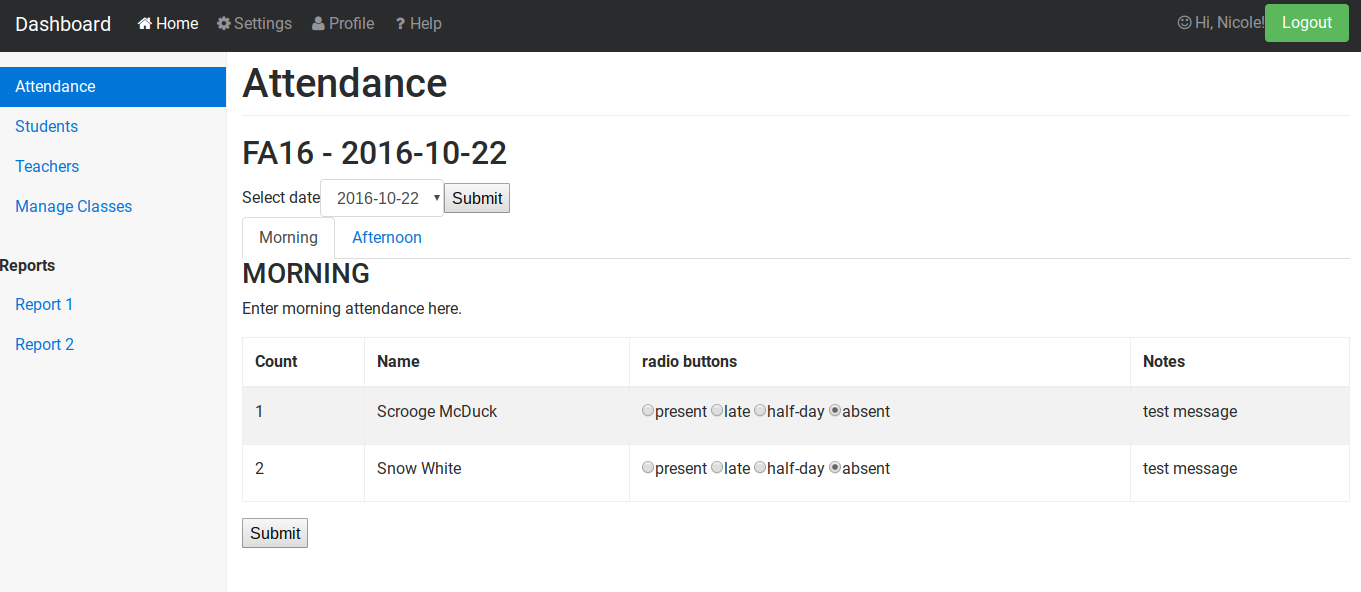 Dashboard Home Settings Profile ? Help Hi, Nicole! Logout
Attendance
Students
Teachers
Manage Classes
Reports
Report 1
Report 2
Attendance
FA16 - 2016-10-22
Select date 2016-10-22 Submit
Morning Afternoon
MORNING
Enter morning attendance here.
Count Name radio buttons Notes
1 Scrooge McDuck present late half-day absent test message
2 Snow White present late half-day absent test message
Submit